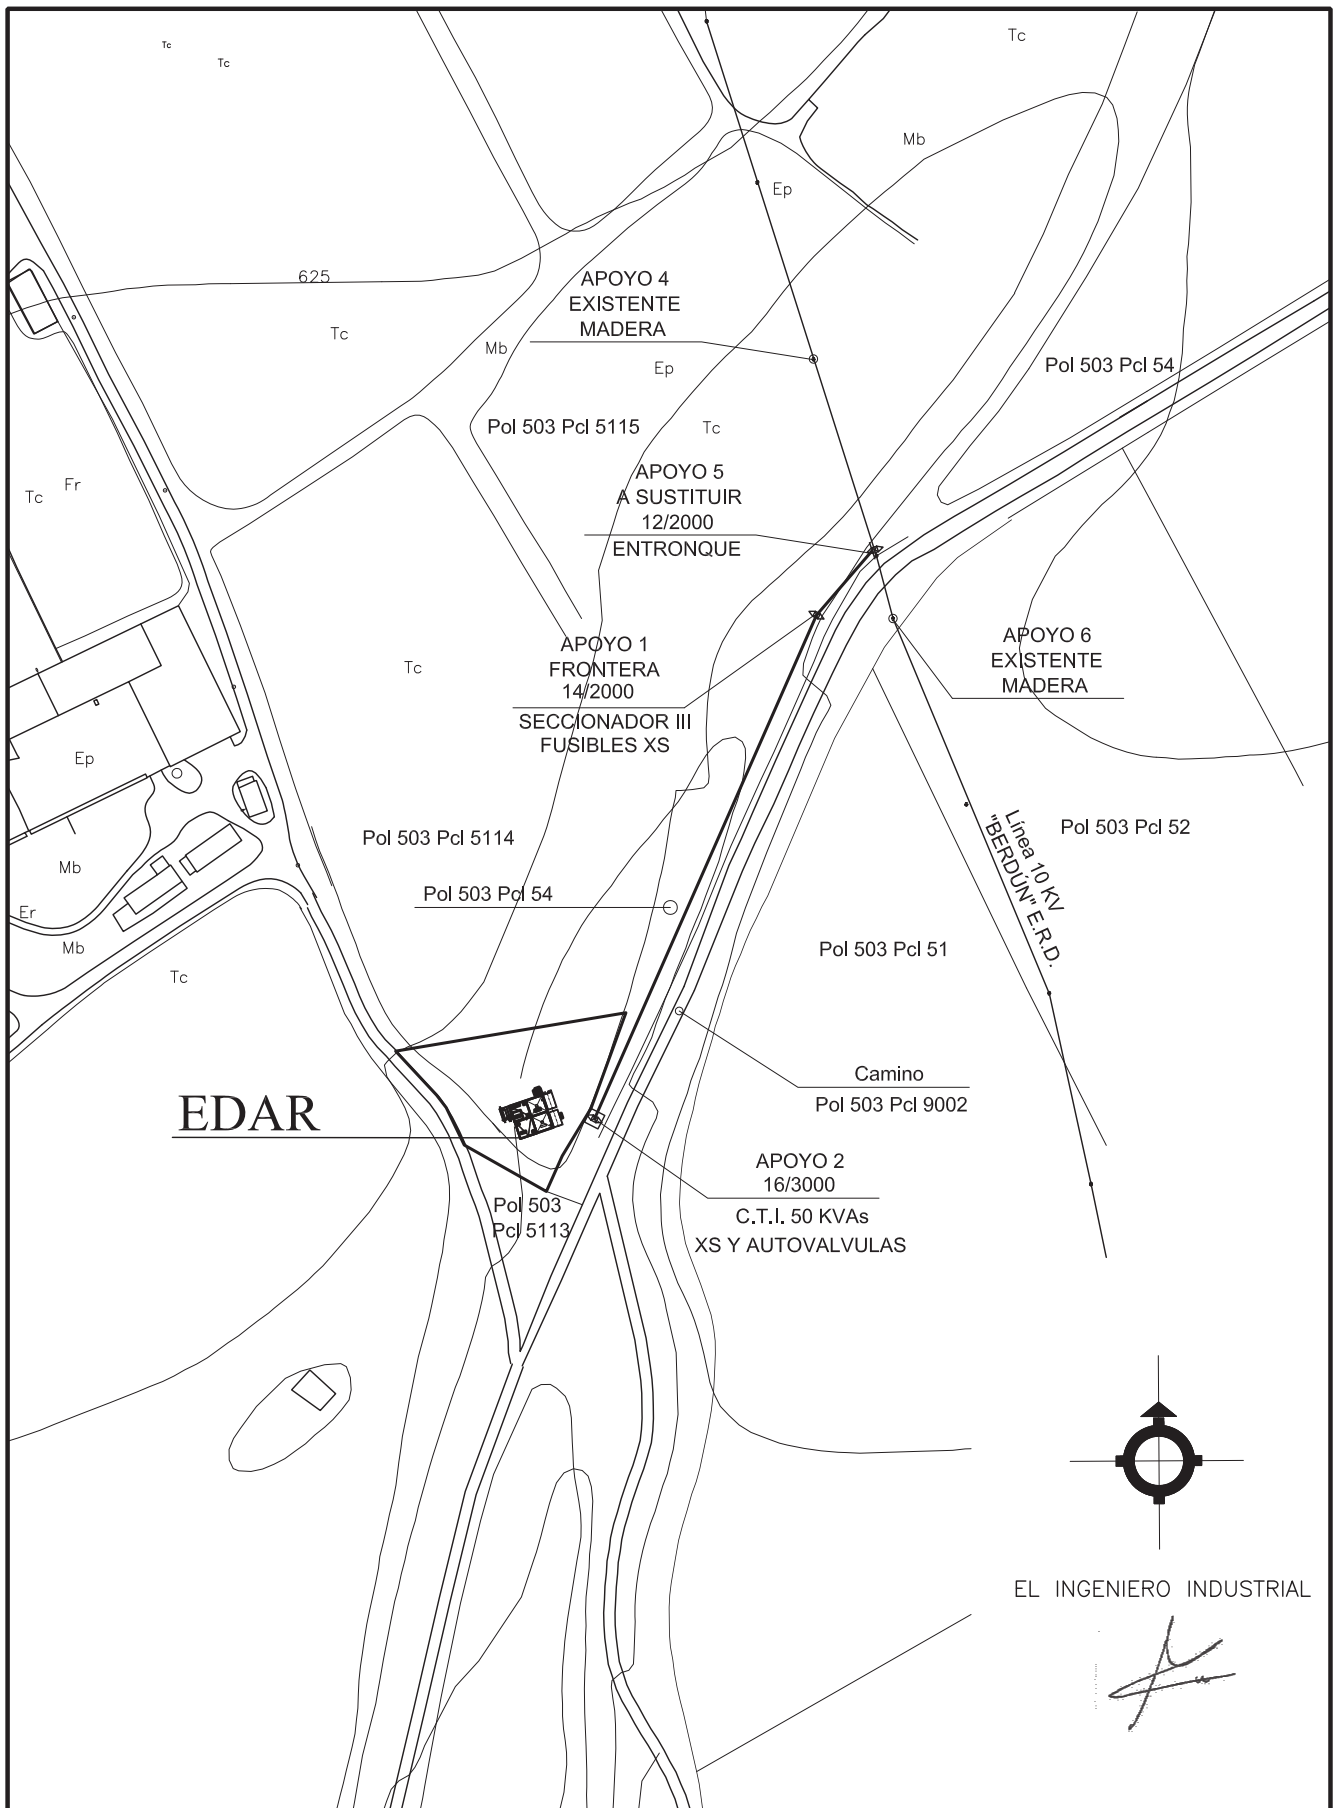 Tc
Tc
Tc
Mb
Ep
625
APOYO 4
EXISTENTE
MADERA
Tc
Mb
Ep
Pol 503 Pcl 54
Pol 503 Pcl 5115
Tc
APOYO 5
A SUSTITUIR
12/2000
ENTRONQUE
Tc
Fr
APOYO 1
FRONTERA
14/2000
SECCIONADOR III
FUSIBLES XS
Tc
APOYO 6
EXISTENTE
MADERA
Ep
Línea 10 KV
"BERDÚN" E.R.D.
Pol 503 Pcl 52
Pol 503 Pcl 5114
Mb
Pol 503 Pcl 54
Er
Mb
Pol 503 Pcl 51
Tc
Camino
Pol 503 Pcl 9002
EDAR
APOYO 2
16/3000
C.T.I. 50 KVAs
XS Y AUTOVALVULAS
Pol 503
Pcl 5113
EL INGENIERO INDUSTRIAL